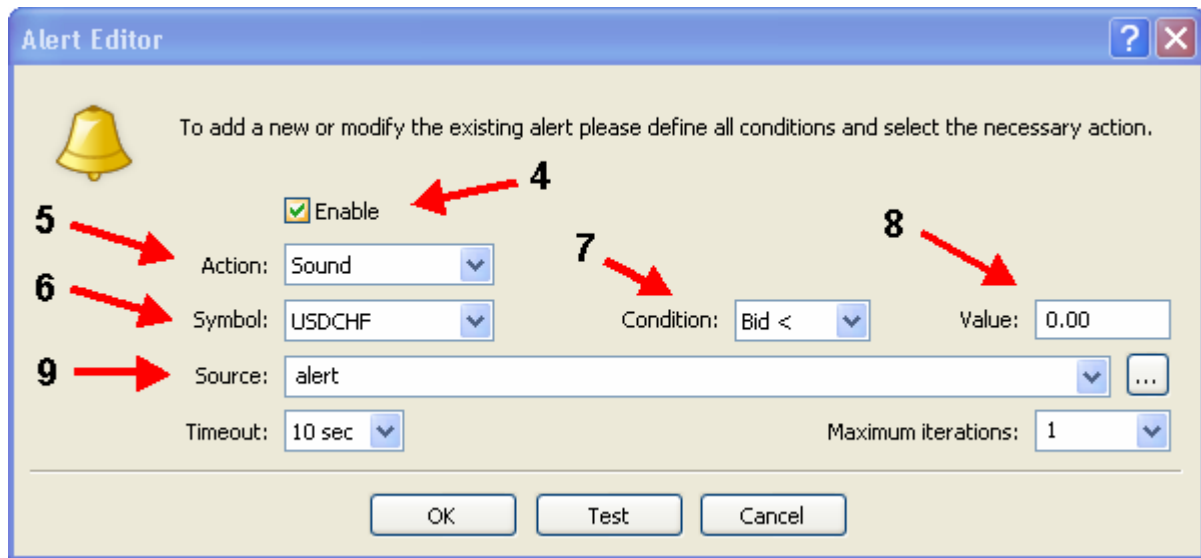 Alert Editor
?
To add a new or modify the existing alert please define all conditions and select the necessary action.
4
Enable
5
Action: Sound
7
8
6
Symbol: USDCHF Condition: Bid < Value: 0.00
9
Source: alert ...
Timeout: 10 sec Maximum iterations: 1
OK Test Cancel